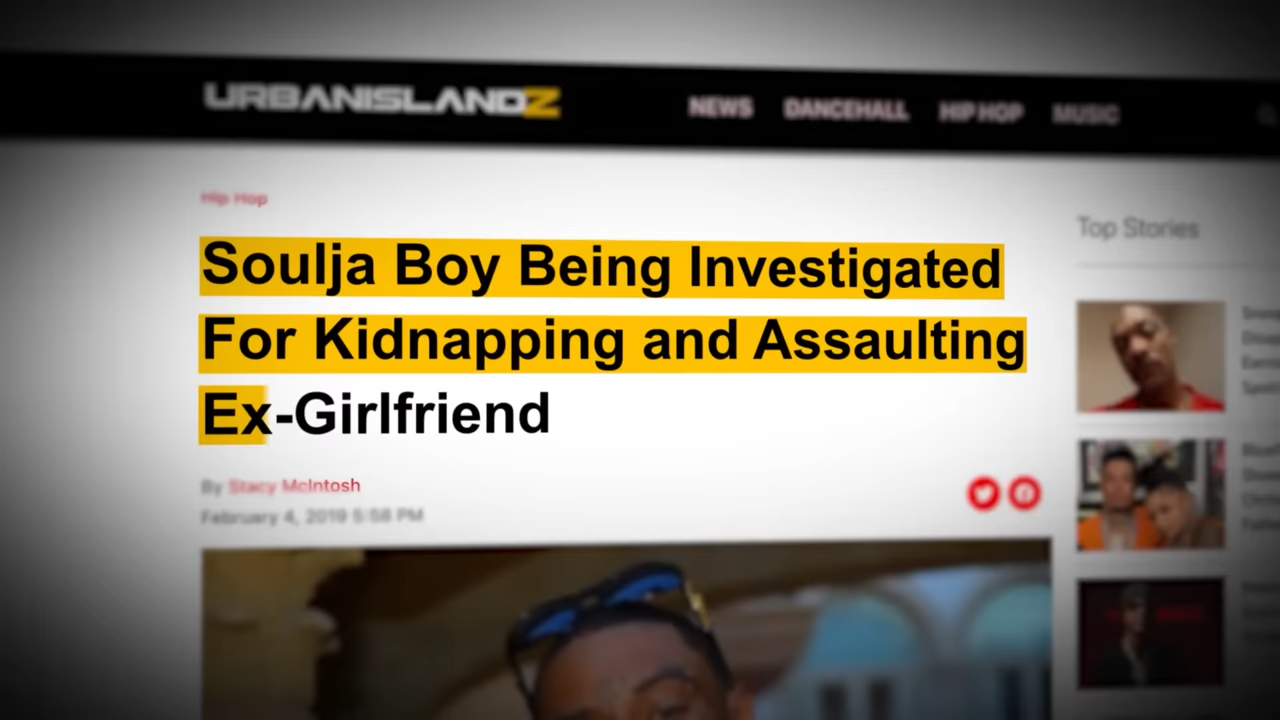 URBANISLANDZ
NEWS DANCEHALL HIP HOP MUSIC
Hip Hop
Top Stories
Soulja Boy Being Investigated
For Kidnapping and Assaulting
Ex-Girlfriend
By Stacy McIntosh
February 4, 2019 5:58 PM